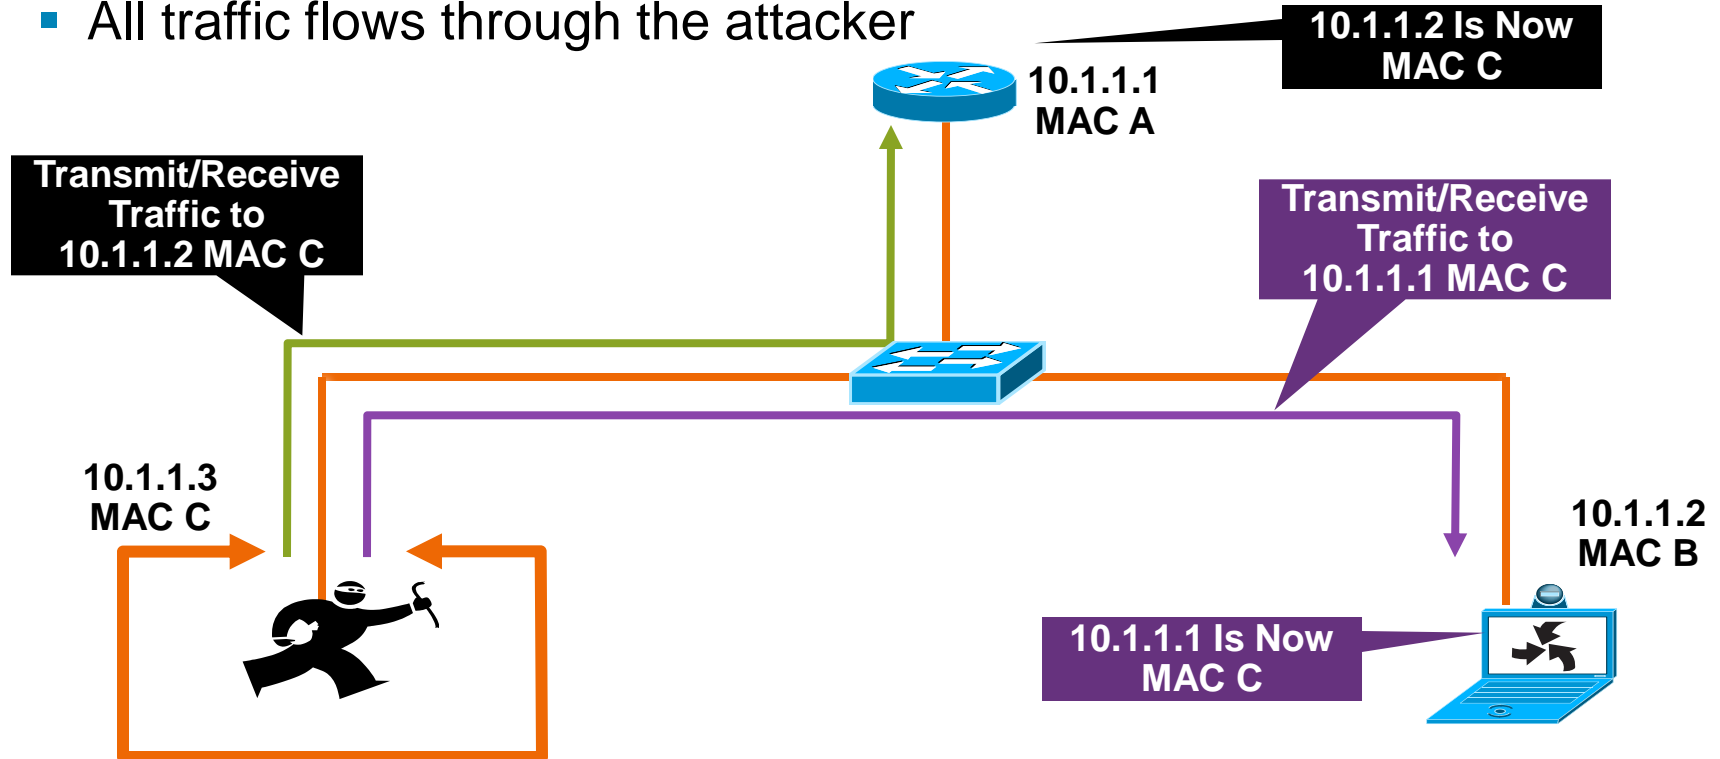 ▪ All traffic flows through the attacker
10.1.1.2 Is Now
MAC C
10.1.1.1
MAC A
Transmit/Receive
Traffic to
10.1.1.2 MAC C
Transmit/Receive
Traffic to
10.1.1.1 MAC C
10.1.1.3
MAC C
10.1.1.2
MAC B
10.1.1.1 Is Now
MAC C